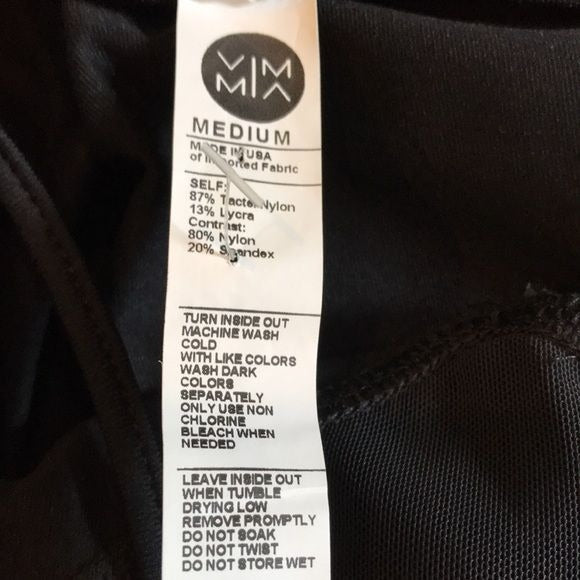 VIM
MIA
MEDIUM
MADE IN USA
of Imported Fabric
SELF:
87% Tactel Nylon
13% Lycra
Contrast:
80% Nylon
20% Spandex
TURN INSIDE OUT
MACHINE WASH
COLD
WITH LIKE COLORS
WASH DARK
COLORS
SEPARATELY
ONLY USE NON
CHLORINE
BLEACH WHEN
NEEDED
LEAVE INSIDE OUT
WHEN TUMBLE
DRYING LOW
REMOVE PROMPTLY
DO NOT SOAK
DO NOT TWIST
DO NOT STORE WET